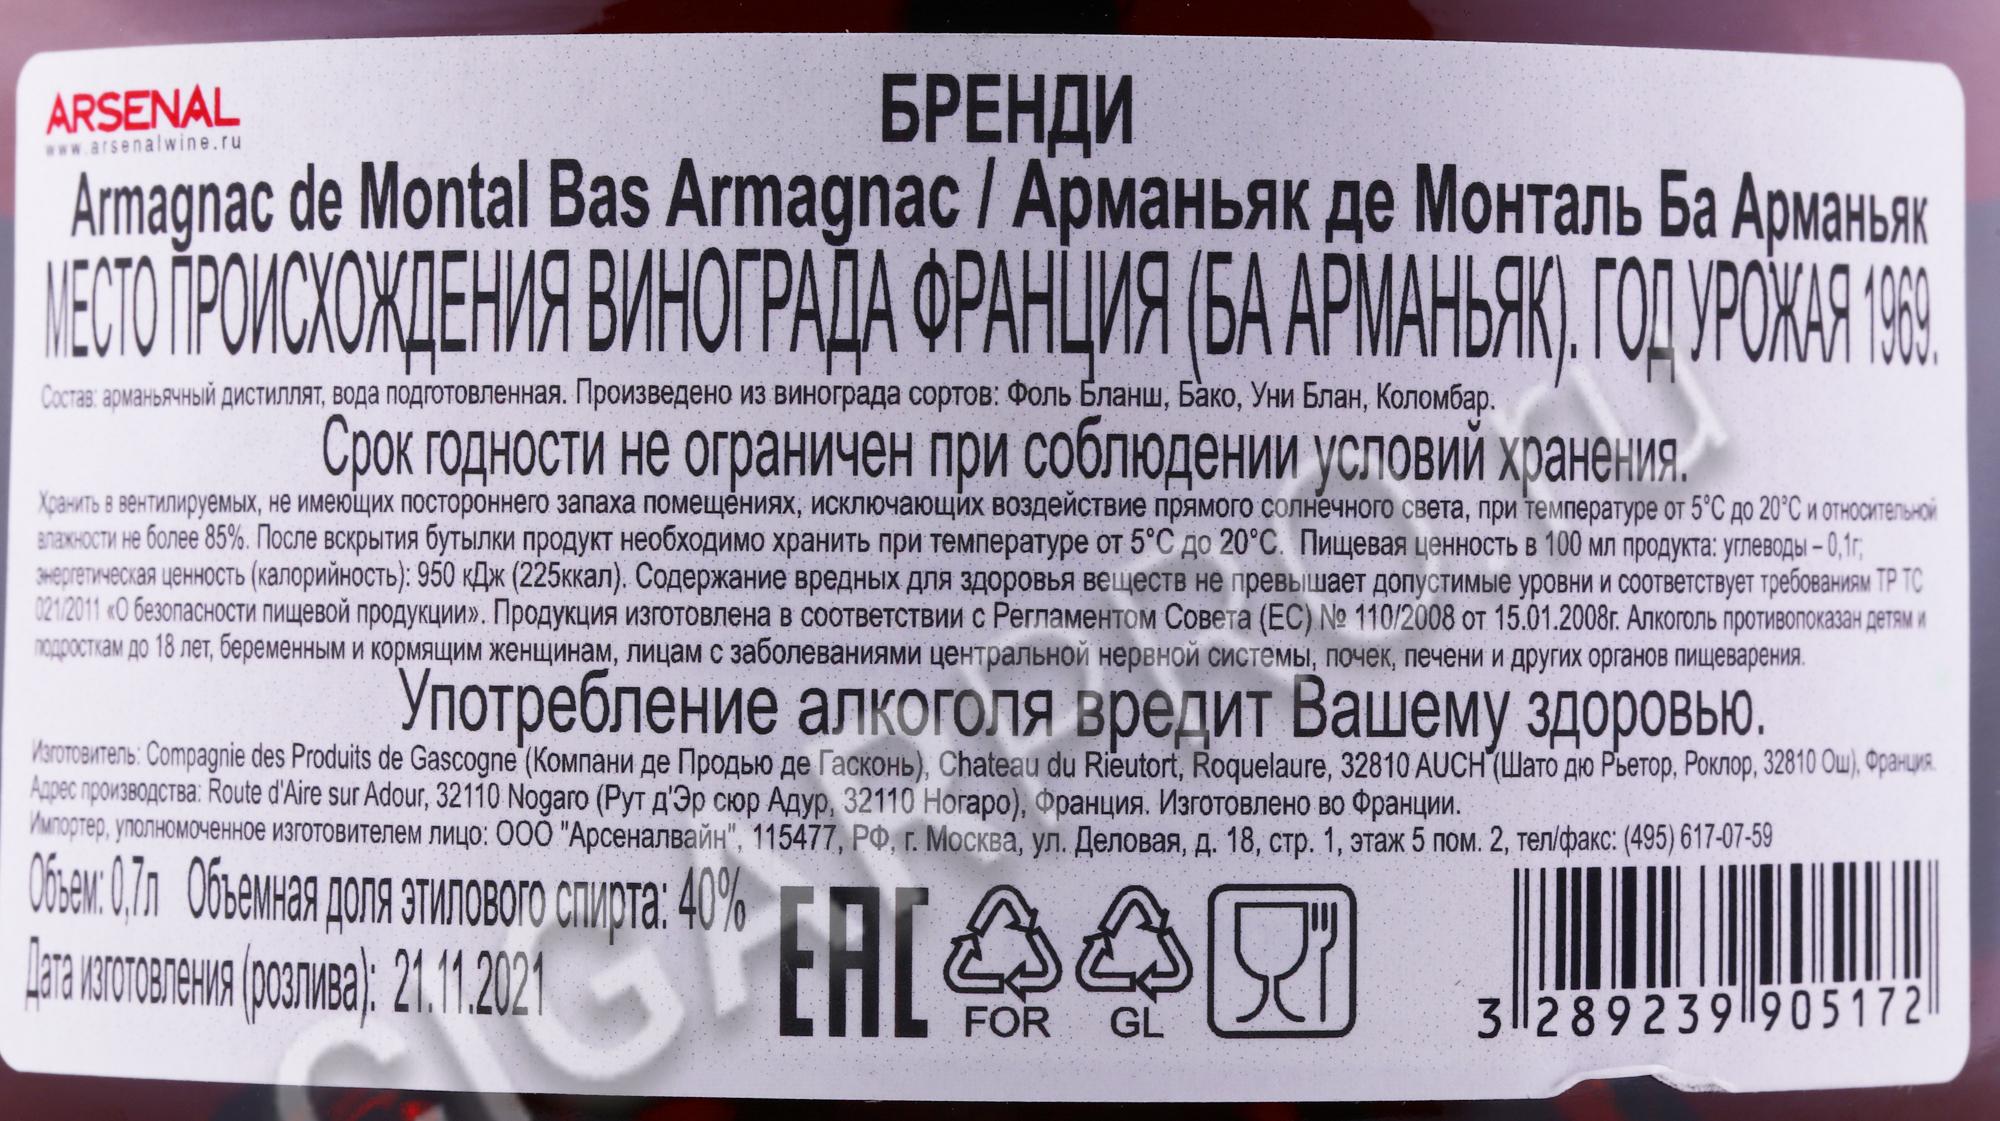 ARSENAL
www.arsenalwine.ru
БРЕНДИ
Armagnac de Montal Bas Armagnac / Арманьяк де Монталь Ба Арманьяк
МЕСТО ПРОИСХОЖДЕНИЯ ВИНОГРАДА ФРАНЦИЯ (БА АРМАНЬЯК). ГОД УРОЖАЯ 1969.
Состав: арманьячный дистиллят, вода подготовленная. Произведено из винограда сортов: Фоль Бланш, Бако, Уни Блан, Коломбар.
Срок годности не ограничен при соблюдении условий хранения.
Хранить в вентилируемых, не имеющих постороннего запаха помещениях, исключающих воздействие прямого солнечного света, при температуре от 5°C до 20°C и относительной
влажности не более 85%. После вскрытия бутылки продукт необходимо хранить при температуре от 5°C до 20°C. Пищевая ценность в 100 мл продукта: углеводы – 0,1г;
энергетическая ценность (калорийность): 950 кДж (225ккал). Содержание вредных для здоровья веществ не превышает допустимые уровни и соответствует требованиям ТР ТС
021/2011 «О безопасности пищевой продукции». Продукция изготовлена в соответствии с Регламентом Совета (ЕС) № 110/2008 от 15.01.2008г. Алкоголь противопоказан детям и
подросткам до 18 лет, беременным и кормящим женщинам, лицам с заболеваниями центральной нервной системы, почек, печени и других органов пищеварения.
Употребление алкоголя вредит Вашему здоровью.
Изготовитель: Compagnie des Produits de Gascogne (Компани де Продью де Гасконь), Chateau du Rieutort, Roquelaure, 32810 AUCH (Шато дю Рьетор, Роклор, 32810 Ош), Франция.
Адрес производства: Route d'Aire sur Adour, 32110 Nogaro (Рут д'Эр сюр Адур, 32110 Ногаро), Франция. Изготовлено во Франции.
Импортер, уполномоченное изготовителем лицо: ООО "Арсеналвайн", 115477, РФ, г. Москва, ул. Деловая, д. 18, стр. 1, этаж 5 пом. 2, тел/факс: (495) 617-07-59
Объем: 0,7л Объемная доля этилового спирта: 40%
Дата изготовления (розлива): 21.11.2021
EAC
FOR
GL
3 289239 905172
CIGARPRO.ru